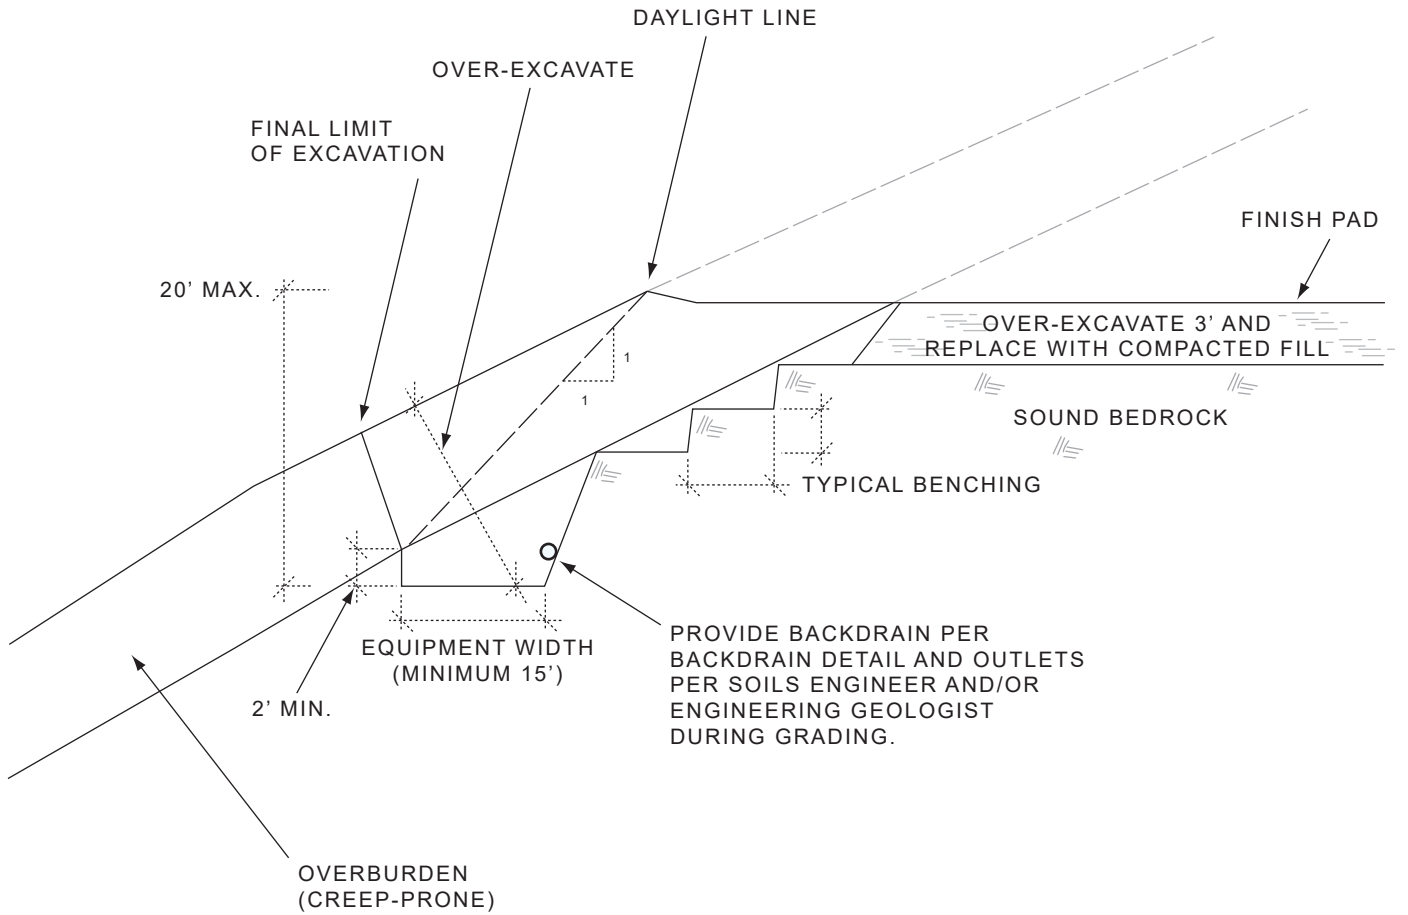 DAYLIGHT LINE
OVER-EXCAVATE
FINAL LIMIT
OF EXCAVATION
FINISH PAD
20’ MAX.
OVER-EXCAVATE 3’ AND
REPLACE WITH COMPACTED FILL
1
1
SOUND BEDROCK
TYPICAL BENCHING
EQUIPMENT WIDTH
(MINIMUM 15’)
2’ MIN.
PROVIDE BACKDRAIN PER
BACKDRAIN DETAIL AND OUTLETS
PER SOILS ENGINEER AND/OR
ENGINEERING GEOLOGIST
DURING GRADING.
OVERBURDEN
(CREEP-PRONE)